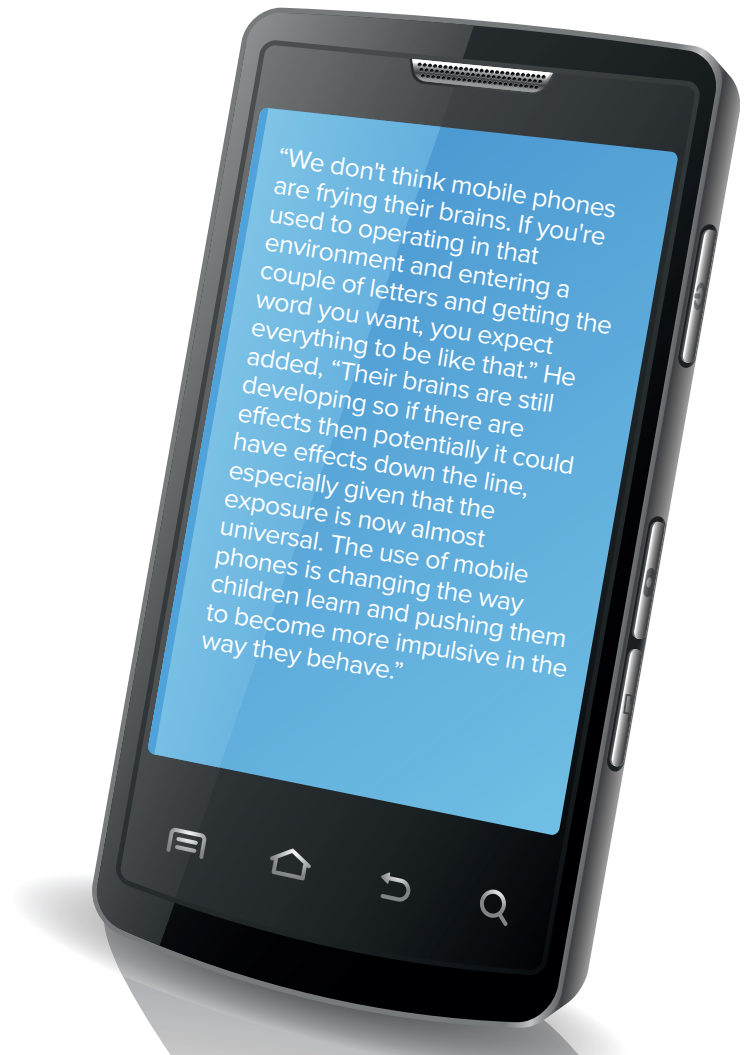 “We don't think mobile phones
are frying their brains. If you're
used to operating in that
environment and entering a
couple of letters and getting the
word you want, you expect
everything to be like that.” He
added, “Their brains are still
developing so if there are
effects then potentially it could
have effects down the line,
especially given that the
exposure is now almost
universal. The use of mobile
phones is changing the way
children learn and pushing them
to become more impulsive in the
way they behave.”